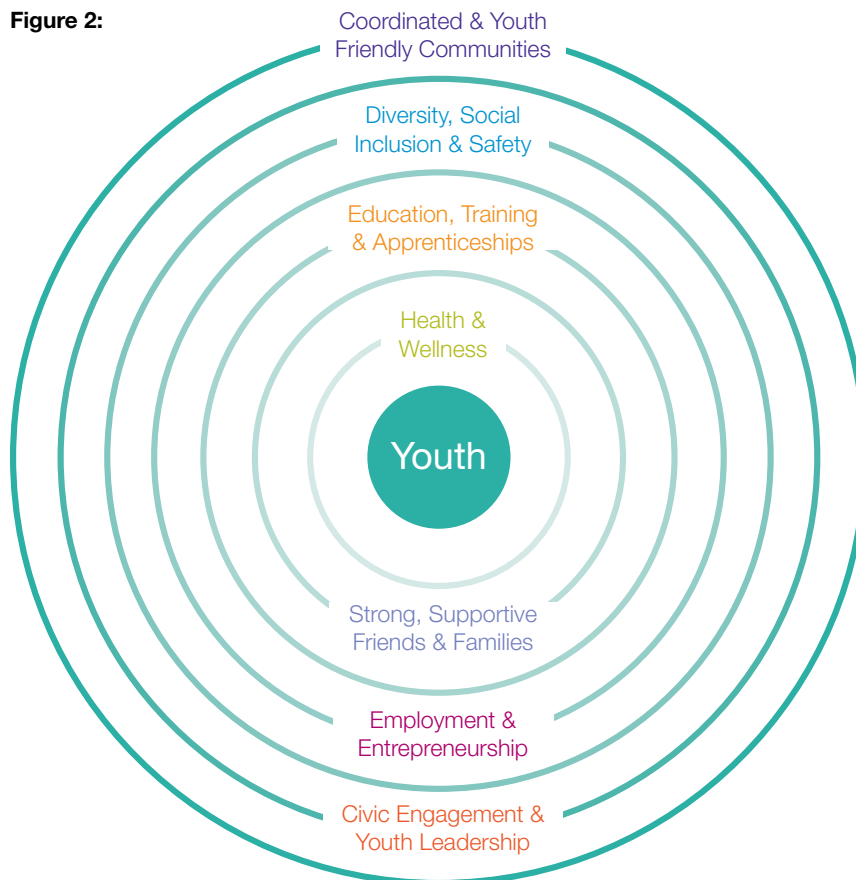 Figure 2:
Coordinated & Youth
Friendly Communities
Diversity, Social
Inclusion & Safety
Education, Training
& Apprenticeships
Health &
Wellness
Youth
Strong, Supportive
Friends & Families
Employment &
Entrepreneurship
Civic Engagement &
Youth Leadership